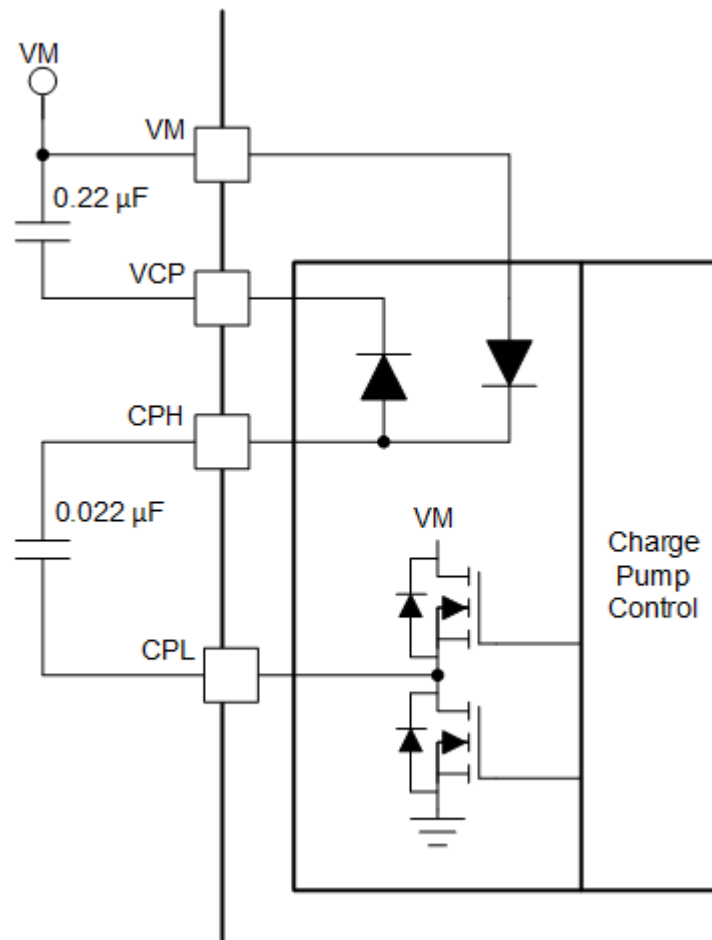 VM
VM
0.22 µF
VCP
CPH
0.022 µF
VM
Charge
Pump
Control
CPL